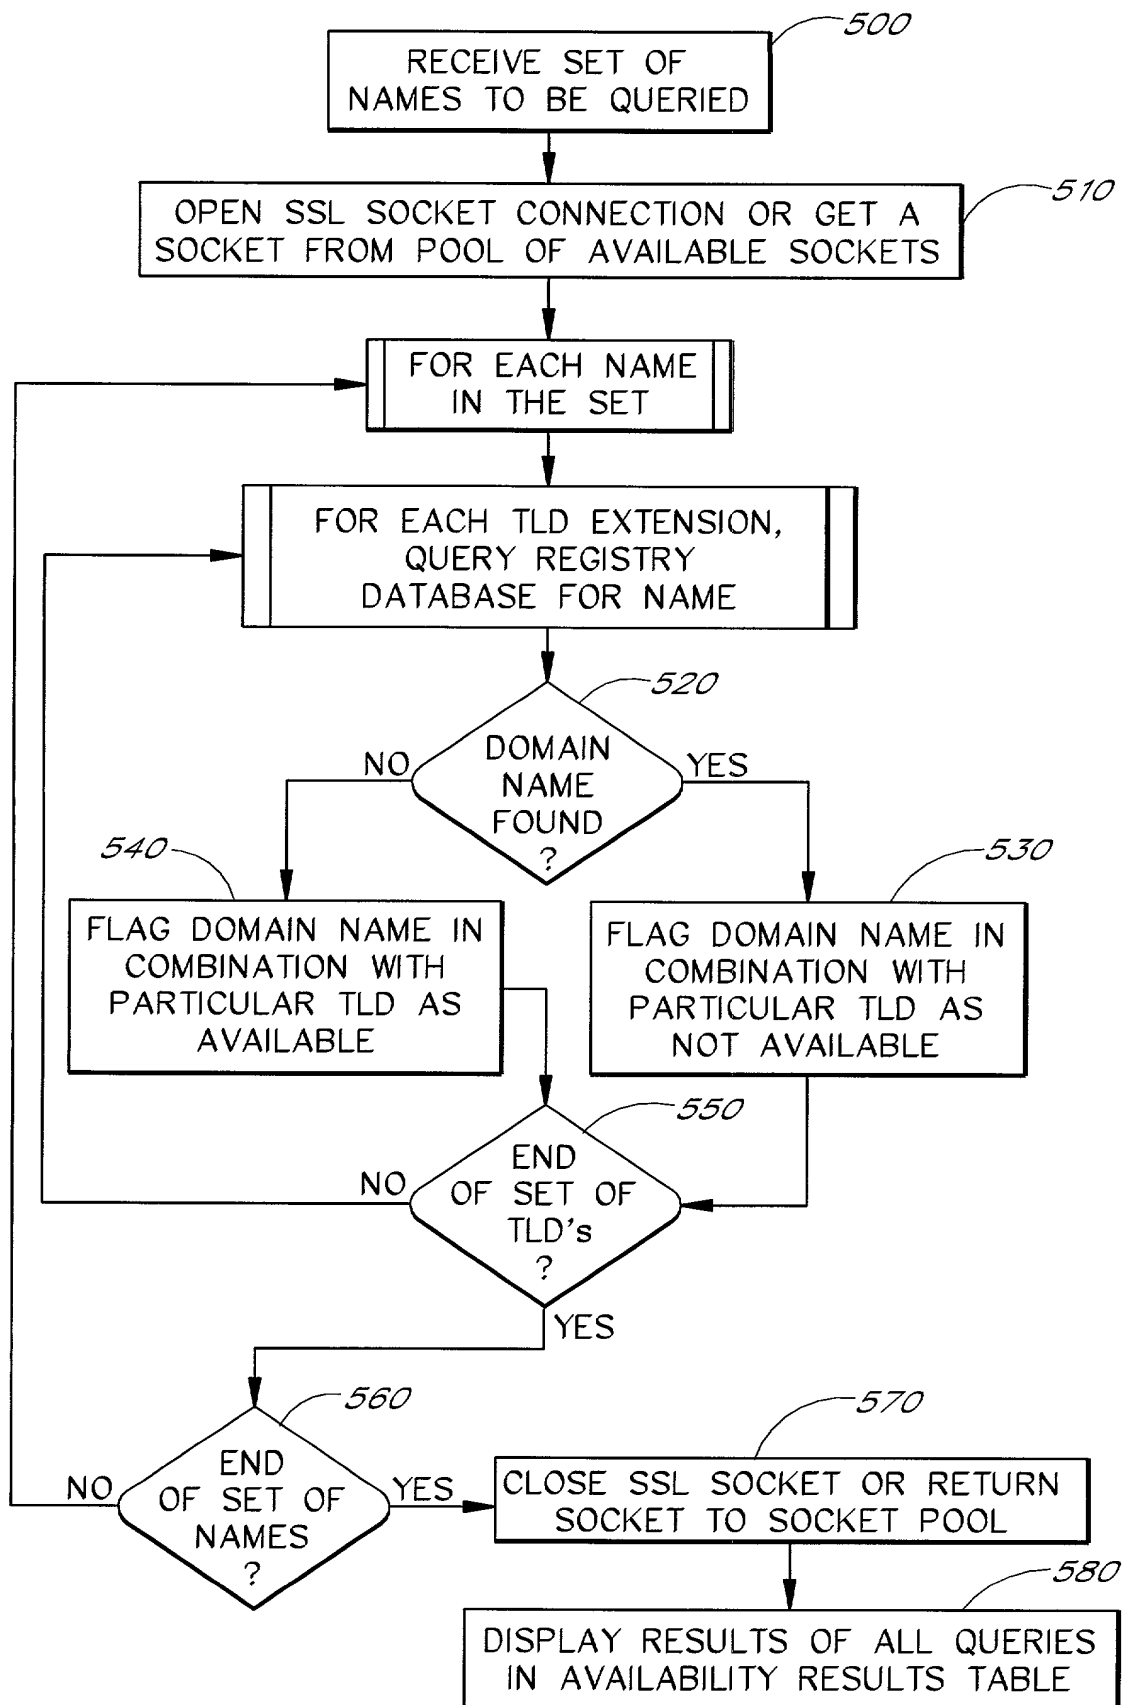 500
RECEIVE SET OF
NAMES TO BE QUERIED
510
OPEN SSL SOCKET CONNECTION OR GET A
SOCKET FROM POOL OF AVAILABLE SOCKETS
FOR EACH NAME
IN THE SET
FOR EACH TLD EXTENSION,
QUERY REGISTRY
DATABASE FOR NAME
520
DOMAIN
NAME
FOUND
?
NO
YES
540
FLAG DOMAIN NAME IN
COMBINATION WITH
PARTICULAR TLD AS
AVAILABLE
530
FLAG DOMAIN NAME IN
COMBINATION WITH
PARTICULAR TLD AS
NOT AVAILABLE
550
END
OF SET OF
TLD's
?
NO
YES
560
END
OF SET OF
NAMES
?
NO
YES
570
CLOSE SSL SOCKET OR RETURN
SOCKET TO SOCKET POOL
580
DISPLAY RESULTS OF ALL QUERIES
IN AVAILABILITY RESULTS TABLE